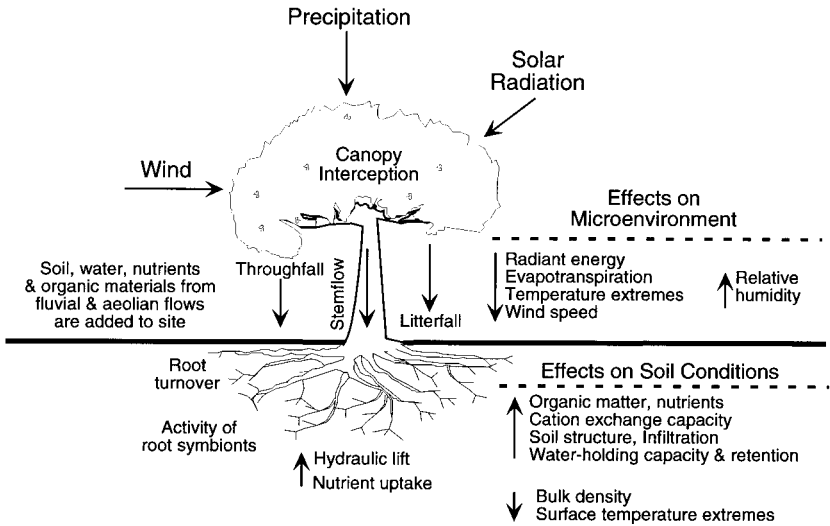 Precipitation
Solar
Radiation
Canopy
Interception
Wind
Effects on
Microenvironment
Soil, water, nutrients
& organic materials from
fluvial & aeolian flows
are added to site
Throughfall
Stemflow
Litterfall
Radiant energy
Evapotranspiration
Temperature extremes
Wind speed
Relative
humidity
Root
turnover
Activity of
root symbionts
Hydraulic lift
Nutrient uptake
Effects on Soil Conditions
Organic matter, nutrients
Cation exchange capacity
Soil structure, Infiltration
Water-holding capacity & retention
Bulk density
Surface temperature extremes